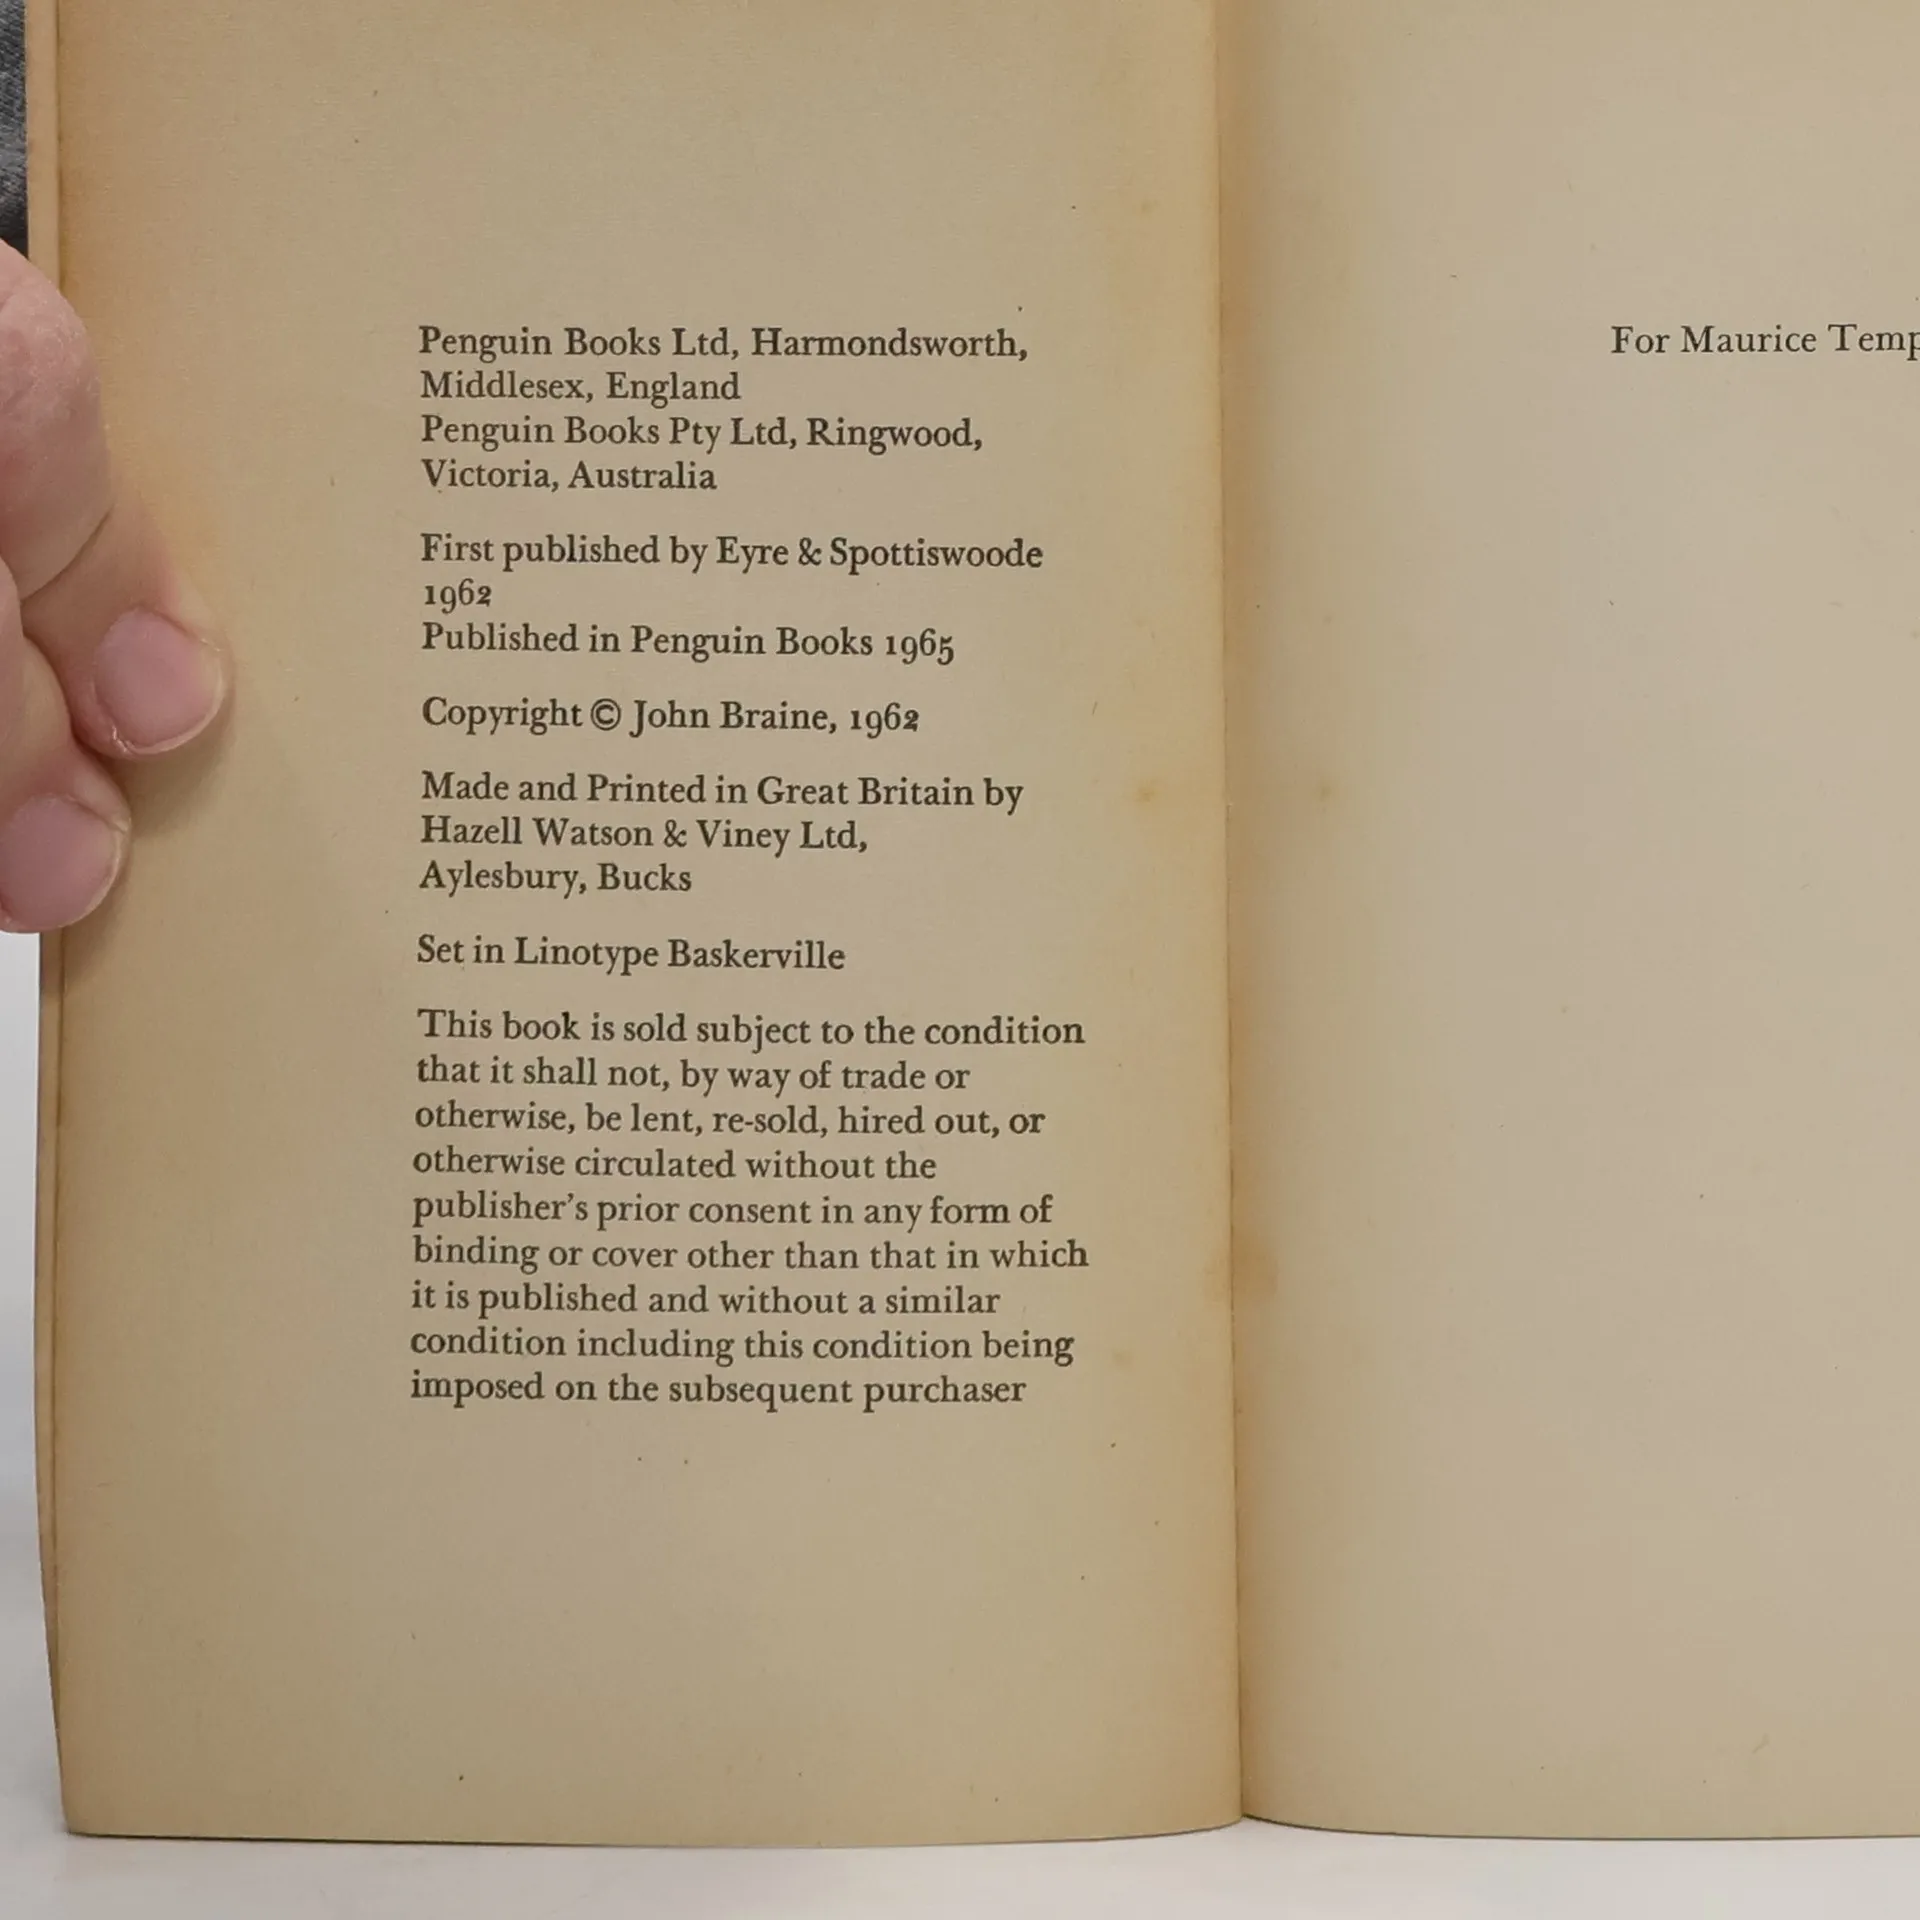 Penguin Books Ltd, Harmondsworth,
Middlesex, England
Penguin Books Pty Ltd, Ringwood,
Victoria, Australia
First published by Eyre & Spottiswoode
1962
Published in Penguin Books 1965
Copyright © John Braine, 1962
Made and Printed in Great Britain by
Hazell Watson & Viney Ltd,
Aylesbury, Bucks
Set in Linotype Baskerville
This book is sold subject to the condition
that it shall not, by way of trade or
otherwise, be lent, re-sold, hired out, or
otherwise circulated without the
publisher's prior consent in any form of
binding or cover other than that in which
it is published and without a similar
condition including this condition being
imposed on the subsequent purchaser
For Maurice